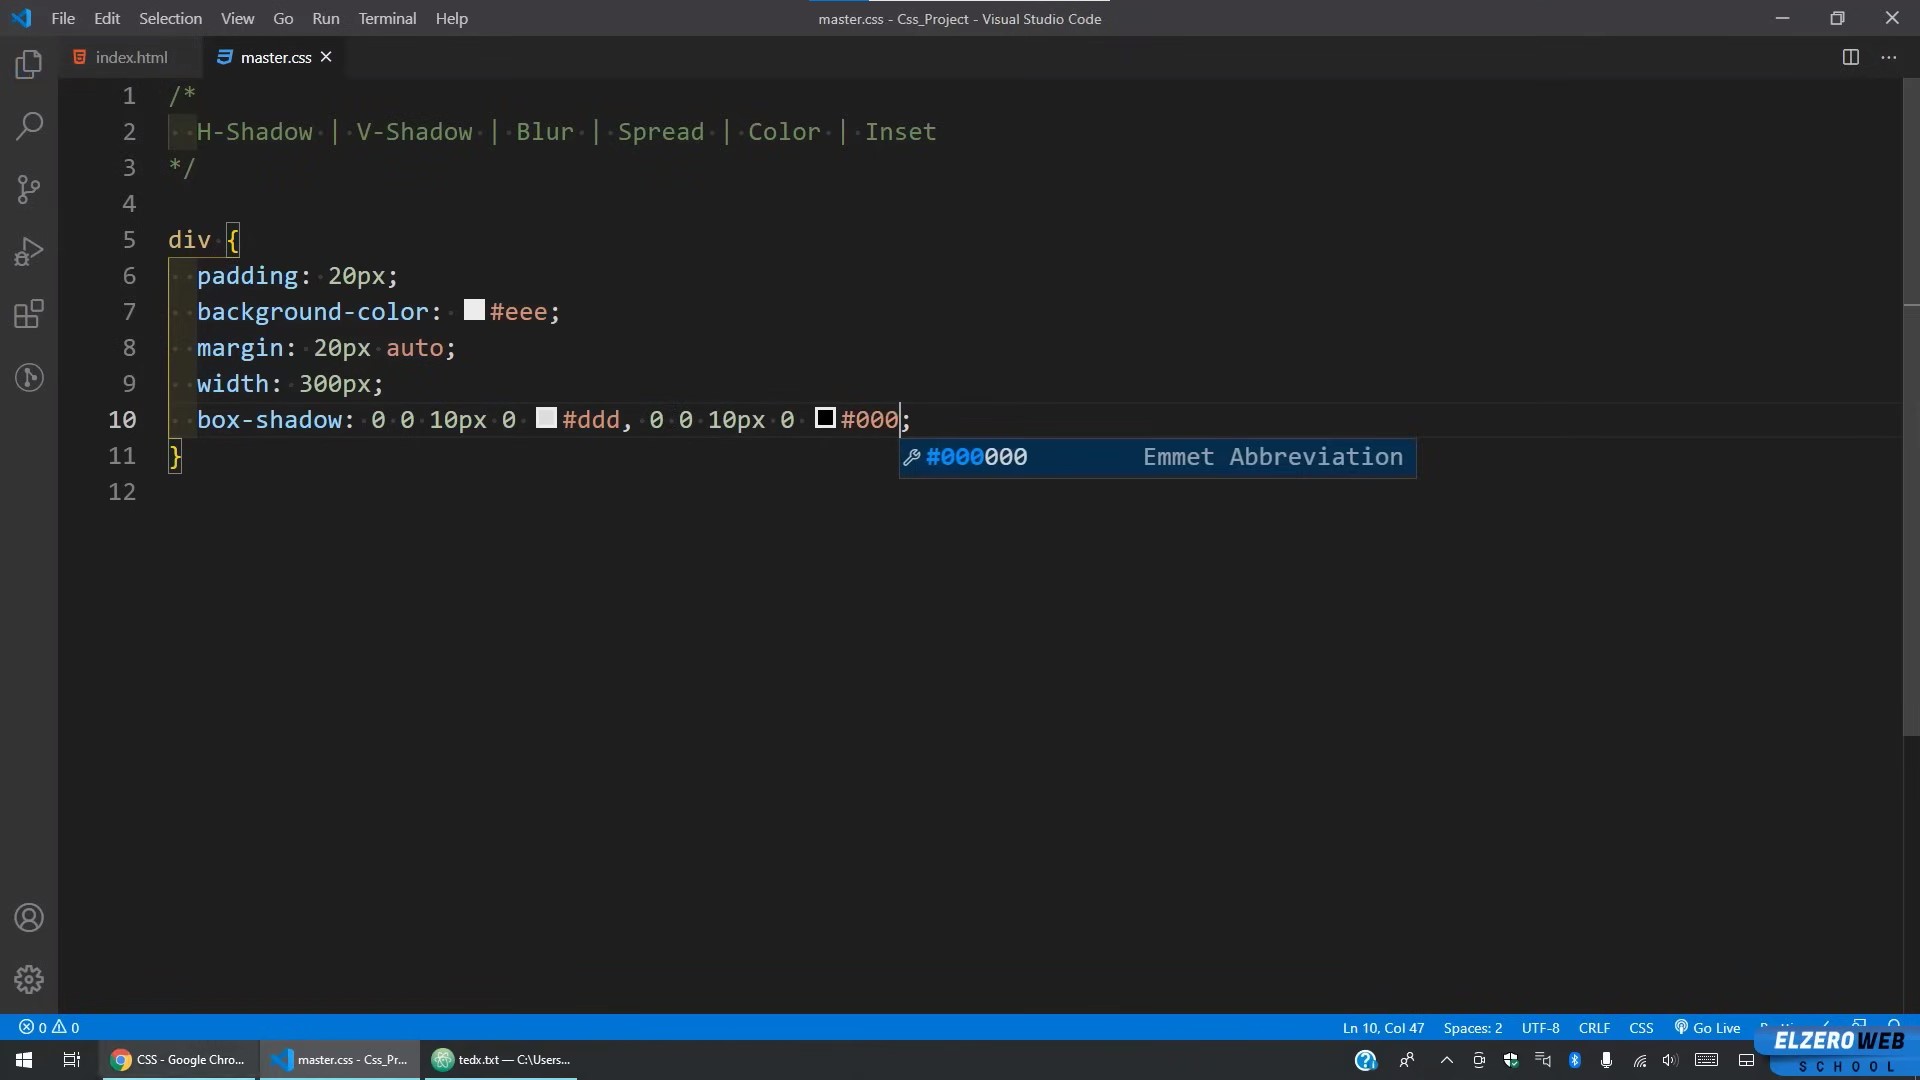 File Edit Selection View Go Run Terminal Help
master.css - Css_Project - Visual Studio Code
index.html
master.css
1 /*
2 H-Shadow | V-Shadow | Blur | Spread | Color | Inset
3 */
4
5 div {
6 padding: 20px;
7 background-color: #eee;
8 margin: 20px auto;
9 width: 300px;
10 box-shadow: 0 0 10px 0 #ddd, 0 0 10px 0 #000;
#000000 Emmet Abbreviation
11 }
12
0 0 Ln 10, Col 47 Spaces: 2 UTF-8 CRLF CSS Go Live
ELZEROWEB
SCHOOL
CSS - Google Chro...
master.css - Css_Pr...
tedx.txt — C:\Users...